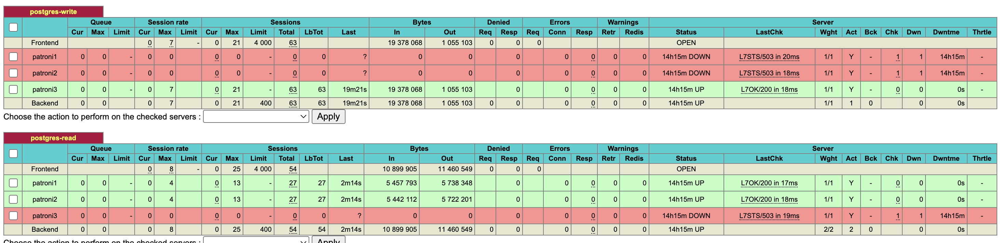 postgres-write
Queue Session rate Sessions Bytes Denied Errors Warnings Server
Cur Max Limit Cur Max Limit Cur Max Limit Total LbTot Last In Out Req Resp Req Conn Resp Retr Redis Status LastChk Wght Act Bck Chk Dwn Dwntme Thrtle
Frontend 0 7 - 0 21 4 000 63 19 378 068 1 055 103 0 0 0 OPEN
patroni1 0 0 - 0 0 0 0 - 0 0 ? 0 0 0 0 0 0 0 14h15m DOWN L7STS/503 in 20ms 1/1 Y - 1 1 14h15m -
patroni2 0 0 - 0 0 0 0 - 0 0 ? 0 0 0 0 0 0 0 14h15m DOWN L7STS/503 in 18ms 1/1 Y - 1 1 14h15m -
patroni3 0 0 - 0 7 0 21 - 63 63 19m21s 19 378 068 1 055 103 0 0 0 0 0 14h15m UP L7OK/200 in 18ms 1/1 Y - 0 0 0s -
Backend 0 0 0 7 0 21 400 63 63 19m21s 19 378 068 1 055 103 0 0 0 0 0 0 14h15m UP 1/1 1 0 0 0s
Choose the action to perform on the checked servers : Apply
postgres-read
Queue Session rate Sessions Bytes Denied Errors Warnings Server
Cur Max Limit Cur Max Limit Cur Max Limit Total LbTot Last In Out Req Resp Req Conn Resp Retr Redis Status LastChk Wght Act Bck Chk Dwn Dwntme Thrtle
Frontend 0 8 - 0 25 4 000 54 10 899 905 11 460 549 0 0 0 OPEN
patroni1 0 0 - 0 4 0 13 - 27 27 2m14s 5 457 793 5 738 348 0 0 0 0 0 14h15m UP L7OK/200 in 17ms 1/1 Y - 0 0 0s -
patroni2 0 0 - 0 4 0 13 - 27 27 2m14s 5 442 112 5 722 201 0 0 0 0 0 14h15m UP L7OK/200 in 18ms 1/1 Y - 0 0 0s -
patroni3 0 0 - 0 0 0 0 - 0 0 ? 0 0 0 0 0 0 0 14h15m DOWN L7STS/503 in 19ms 1/1 Y - 1 1 14h15m -
Backend 0 0 0 8 0 25 400 54 54 2m14s 10 899 905 11 460 549 0 0 0 0 0 0 14h15m UP 2/2 2 0 0 0s
Choose the action to perform on the checked servers : Apply